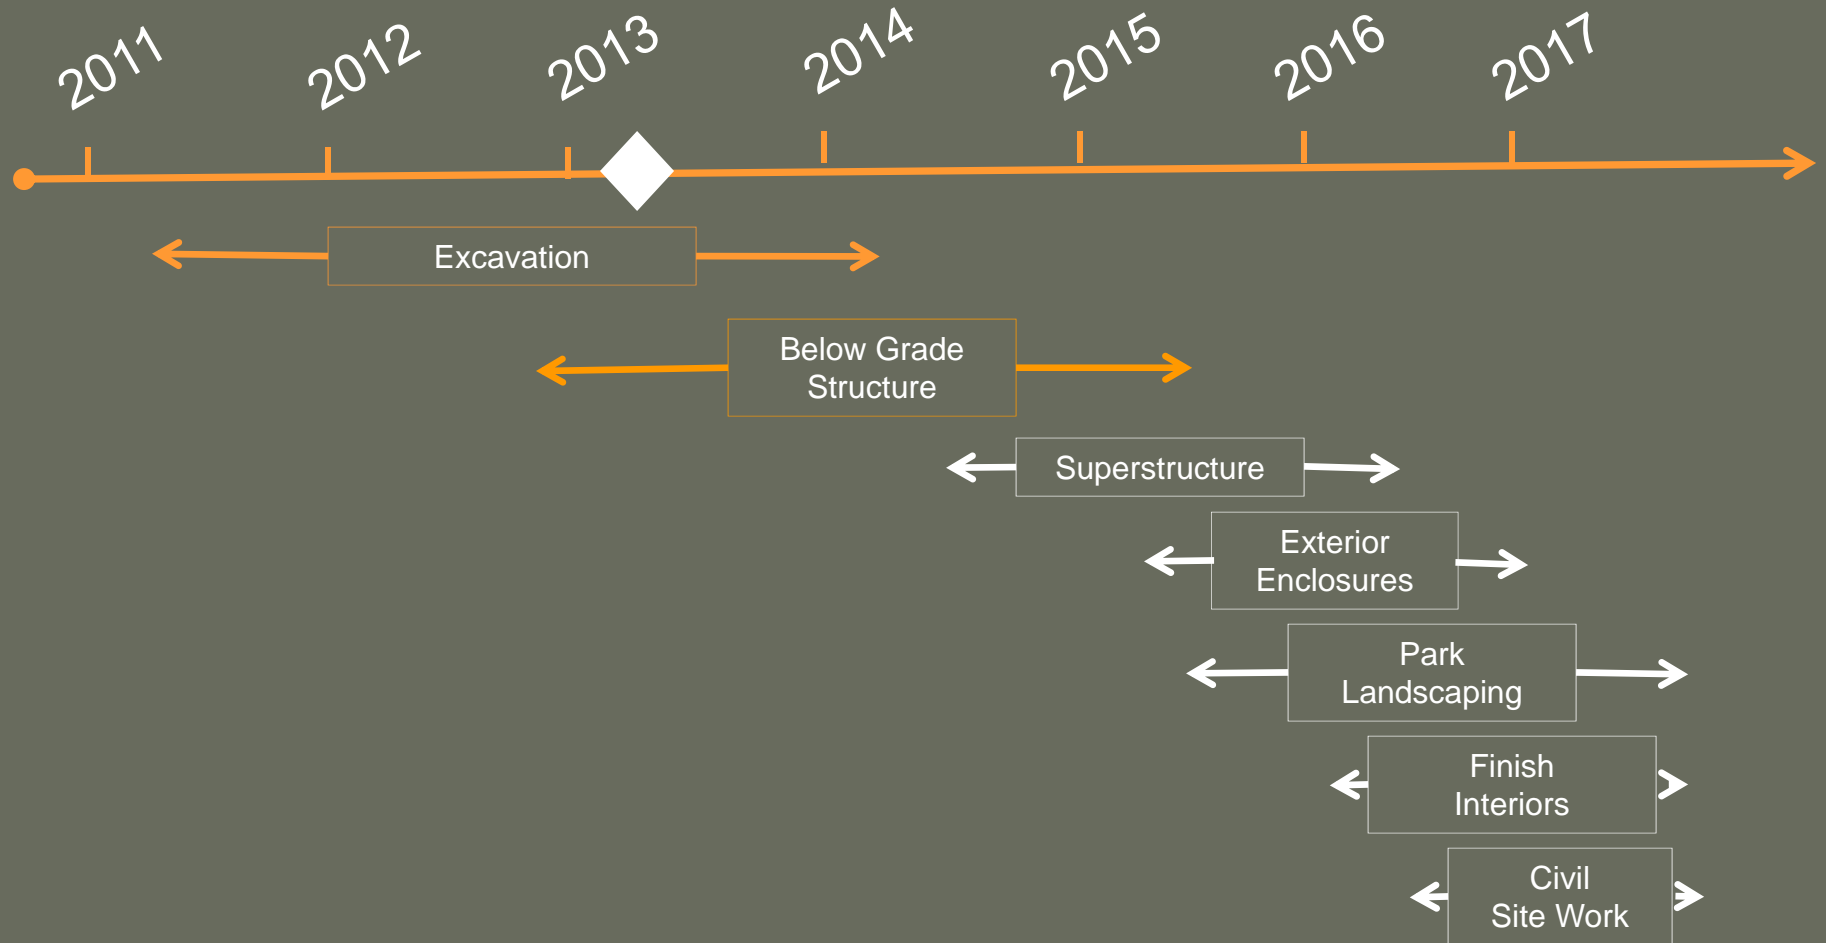 2011
2012
2013
2014
2015
2016
2017
Excavation
Below Grade
Structure
Superstructure
Exterior
Enclosures
Park
Landscaping
Finish
Interiors
Civil
Site Work